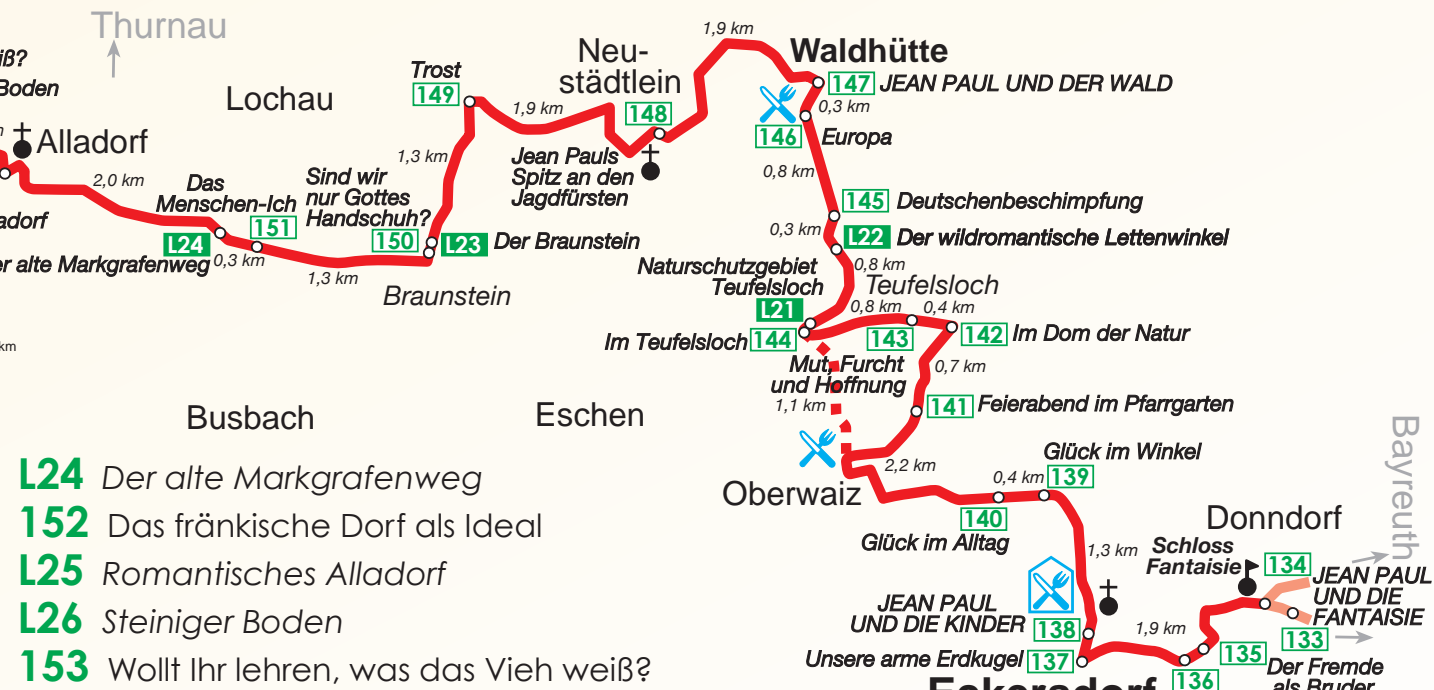 Thurnau
iß?
Boden
Alladorf
2,0 km
adorf
Das
Menschen-Ich
151
L24
er alte Markgrafenweg
0,3 km
1,3 km
km
Lochau
Sind wir
nur Gottes
Handschuh?
150
L23 Der Braunstein
Braunstein
1,3 km
Trost
149
1,9 km
Neu-
städtlein
148
Jean Pauls
Spitz an den
Jagdfürsten
1,9 km
Waldhütte
147 JEAN PAUL UND DER WALD
0,3 km
146 Europa
0,8 km
145 Deutschenbeschimpfung
0,3 km
L22 Der wildromantische Lettenwinkel
0,8 km
Naturschutzgebiet
Teufelsloch
L21
Teufelsloch
0,8 km
0,4 km
Im Teufelsloch 144
143
142 Im Dom der Natur
Mut, Furcht
und Hoffnung
0,7 km
1,1 km
141 Feierabend im Pfarrgarten
Busbach
Eschen
Oberwaiz
2,2 km
0,4 km
Glück im Winkel
139
140
Glück im Alltag
1,3 km
JEAN PAUL
UND DIE KINDER
138
Unsere arme Erdkugel 137
Eckersdorf
1,9 km
136
135
Donndorf
Schloss
Fantaisie
134
JEAN PAUL
UND DIE
FANTAISIE
133
Der Fremde
als Bruder
Bayreuth
L24 Der alte Markgrafenweg
152 Das fränkische Dorf als Ideal
L25 Romantisches Alladorf
L26 Steiniger Boden
153 Wollt Ihr lehren, was das Vieh weiß?